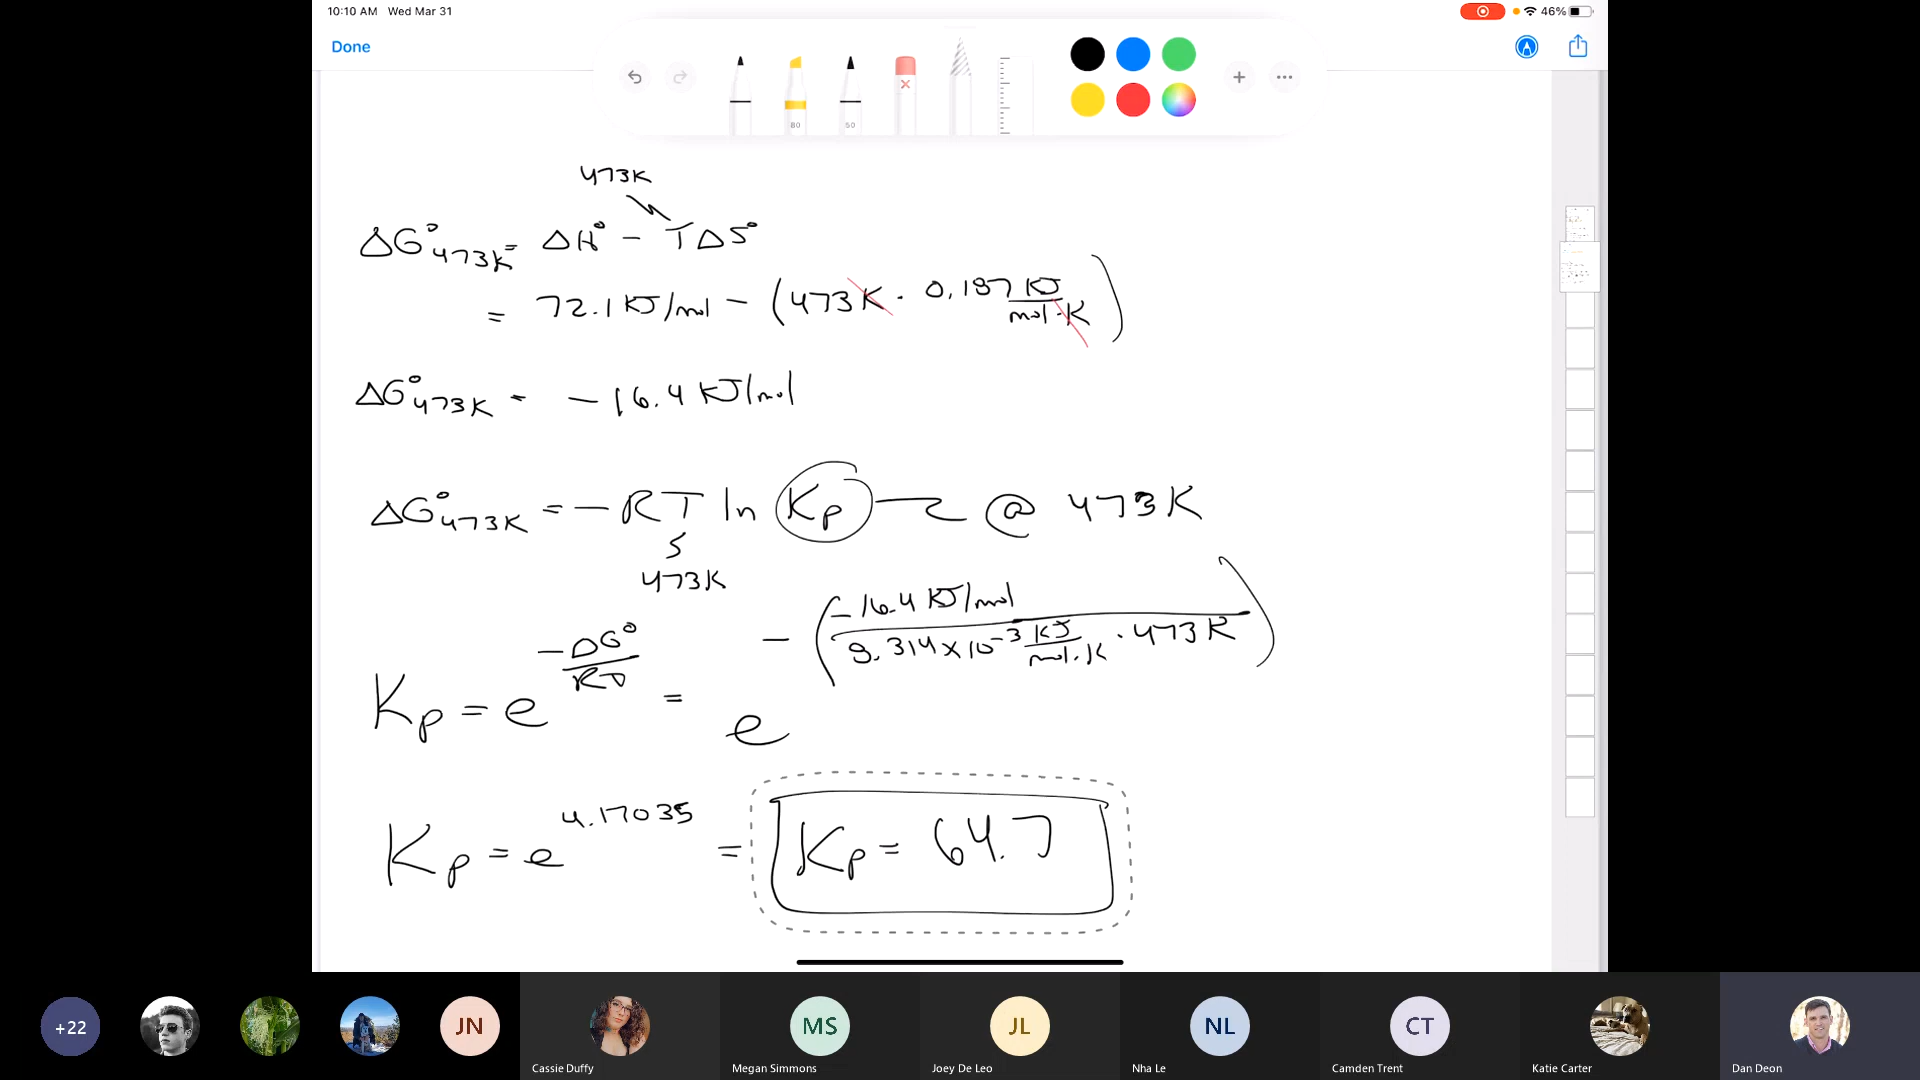 10:10 AM Wed Mar 31
46%
Done
80
50
473K
ΔG°473K = ΔH° − TΔS°
= 72.1 KJ/mol − (473K · 0.187 KJ/mol·K)
ΔG°473K = −16.4 KJ/mol
ΔG°473K = −RT ln Kp @ 473K
473K
Kp = e^(−ΔG°/RT) = e^−(−16.4 KJ/mol / 8.314×10^−3 KJ/mol·K · 473K)
Kp = e^4.17035 = Kp = 64.7
+22
JN
MS
JL
NL
CT
Cassie Duffy
Megan Simmons
Joey De Leo
Nha Le
Camden Trent
Katie Carter
Dan Deon